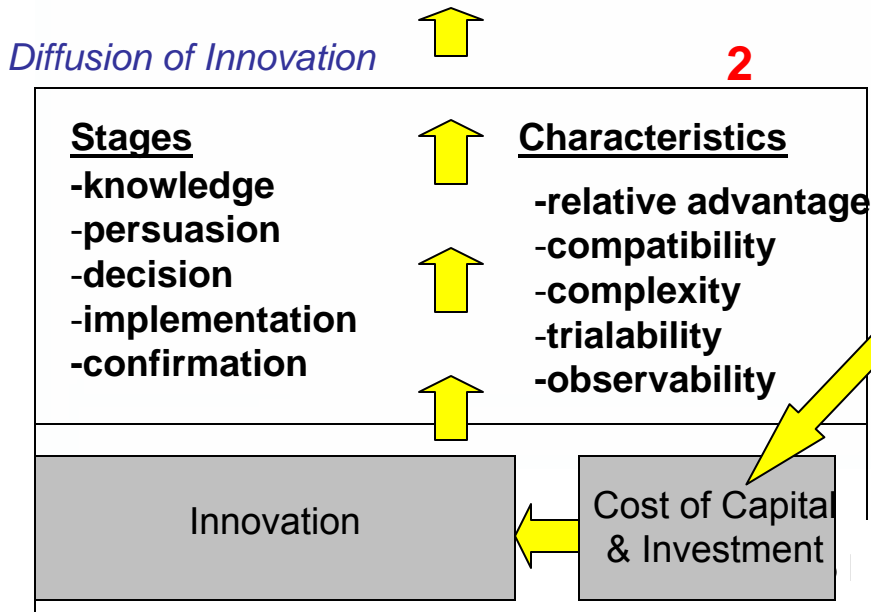 Diffusion of Innovation
2
Stages
-knowledge
-persuasion
-decision
-implementation
-confirmation
Characteristics
-relative advantage
-compatibility
-complexity
-trialability
-observability
Innovation
Cost of Capital
& Investment